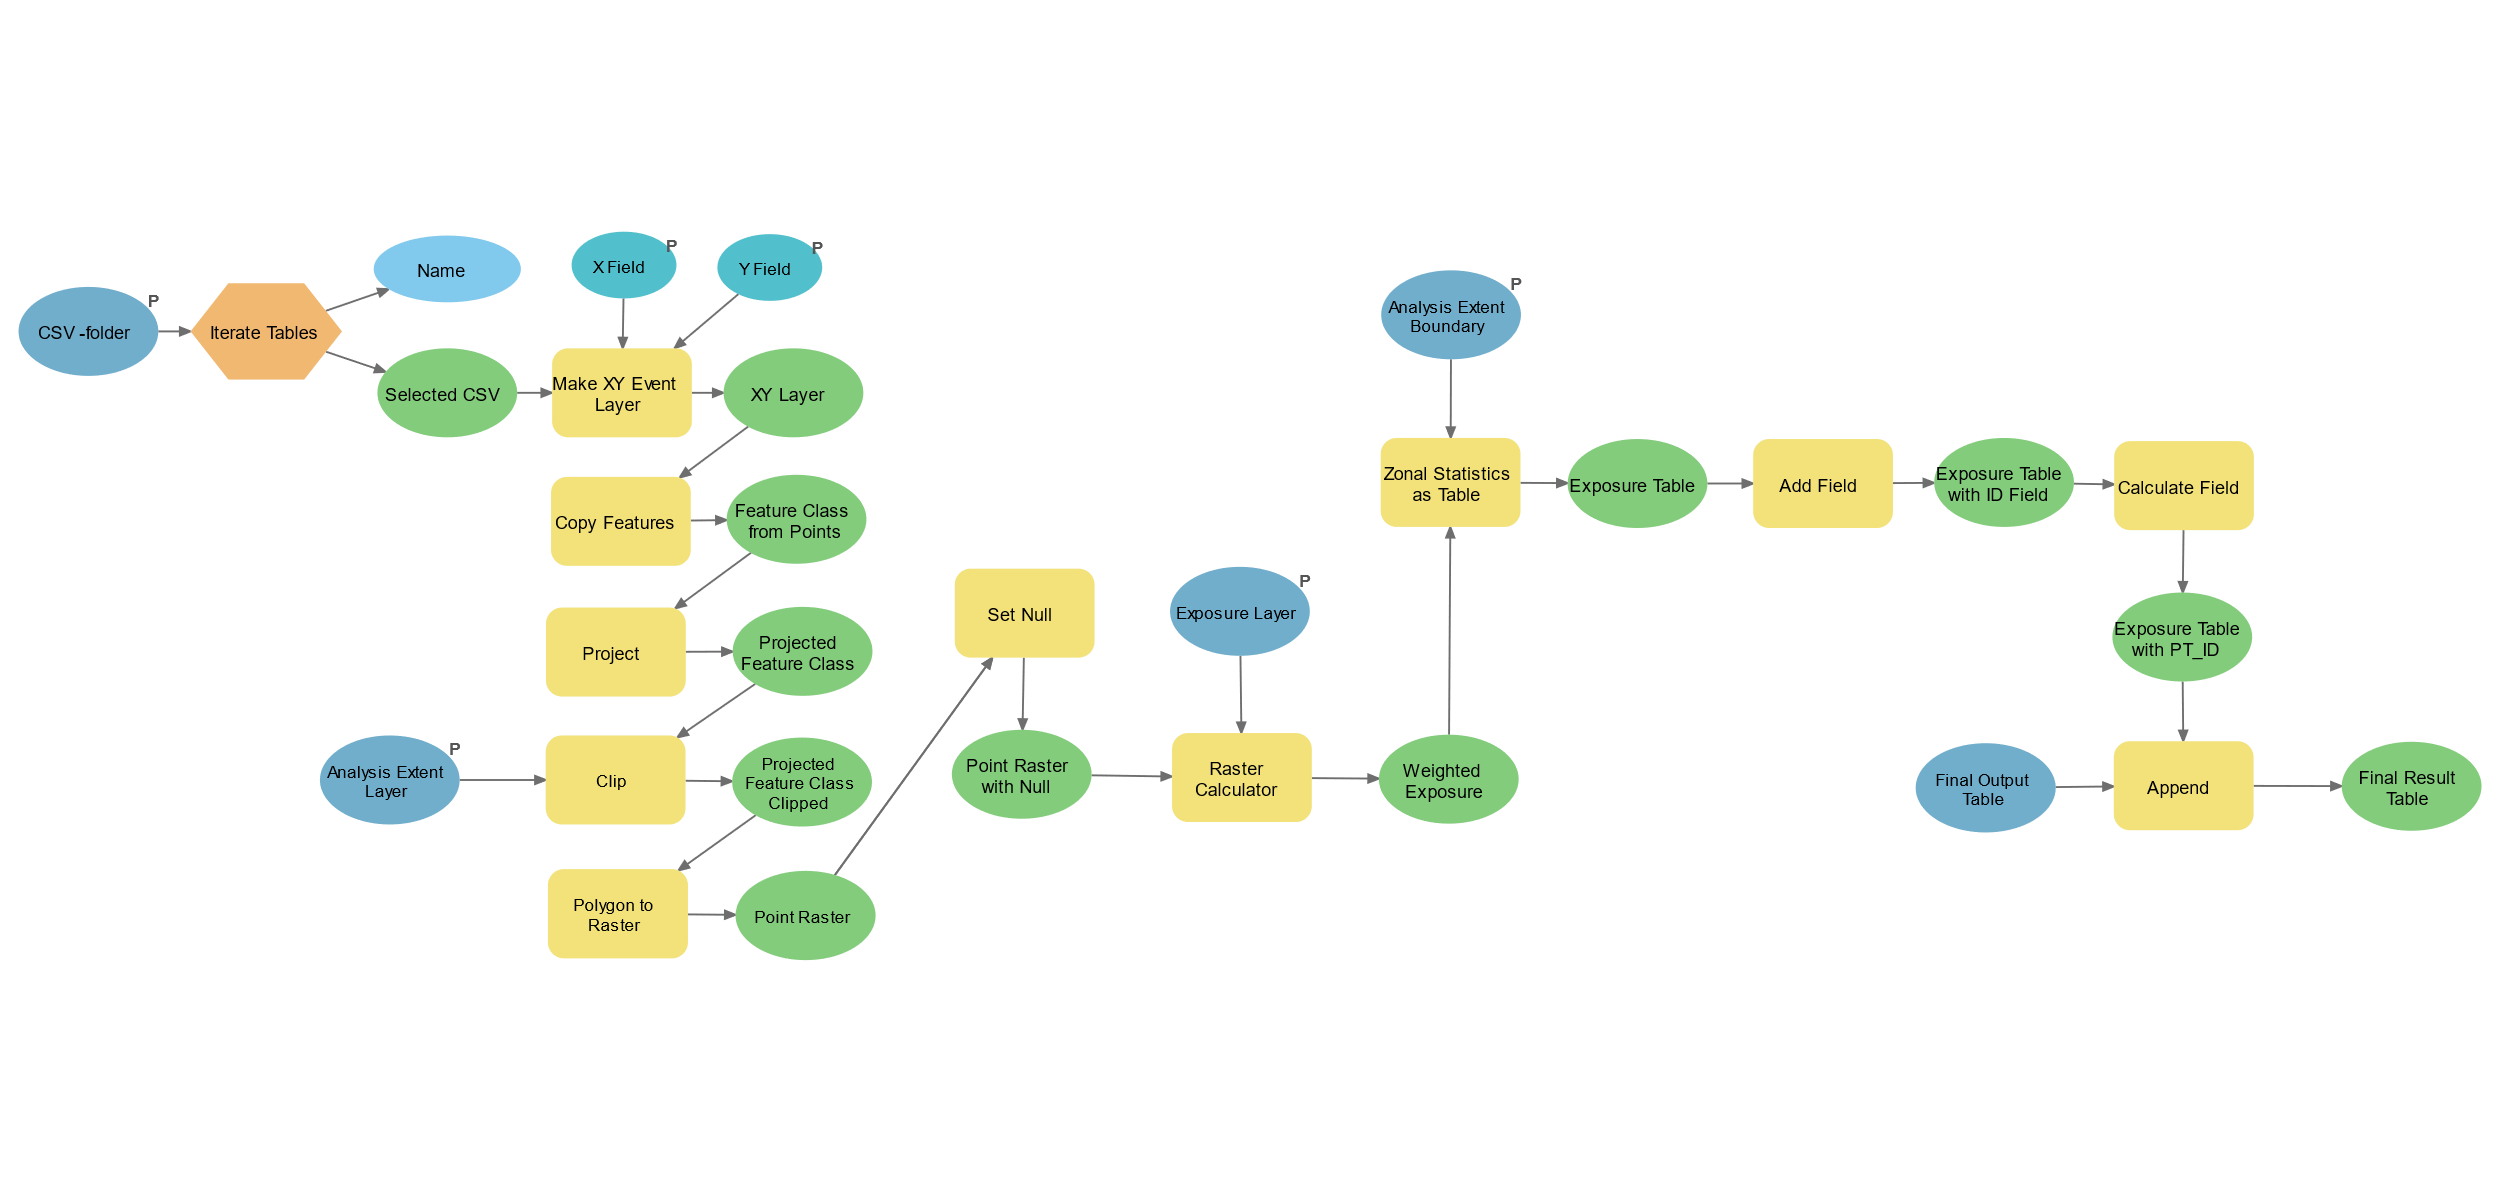 CSV -folder
P
Iterate Tables
Name
Selected CSV
X Field
P
Y Field
P
Make XY Event
Layer
XY Layer
Copy Features
Feature Class
from Points
Project
Projected
Feature Class
Analysis Extent
Layer
P
Clip
Projected
Feature Class
Clipped
Polygon to
Raster
Point Raster
Set Null
Point Raster
with Null
Exposure Layer
P
Raster
Calculator
Weighted
Exposure
Analysis Extent
Boundary
P
Zonal Statistics
as Table
Exposure Table
Add Field
Exposure Table
with ID Field
Calculate Field
Exposure Table
with PT_ID
Final Output
Table
Append
Final Result
Table